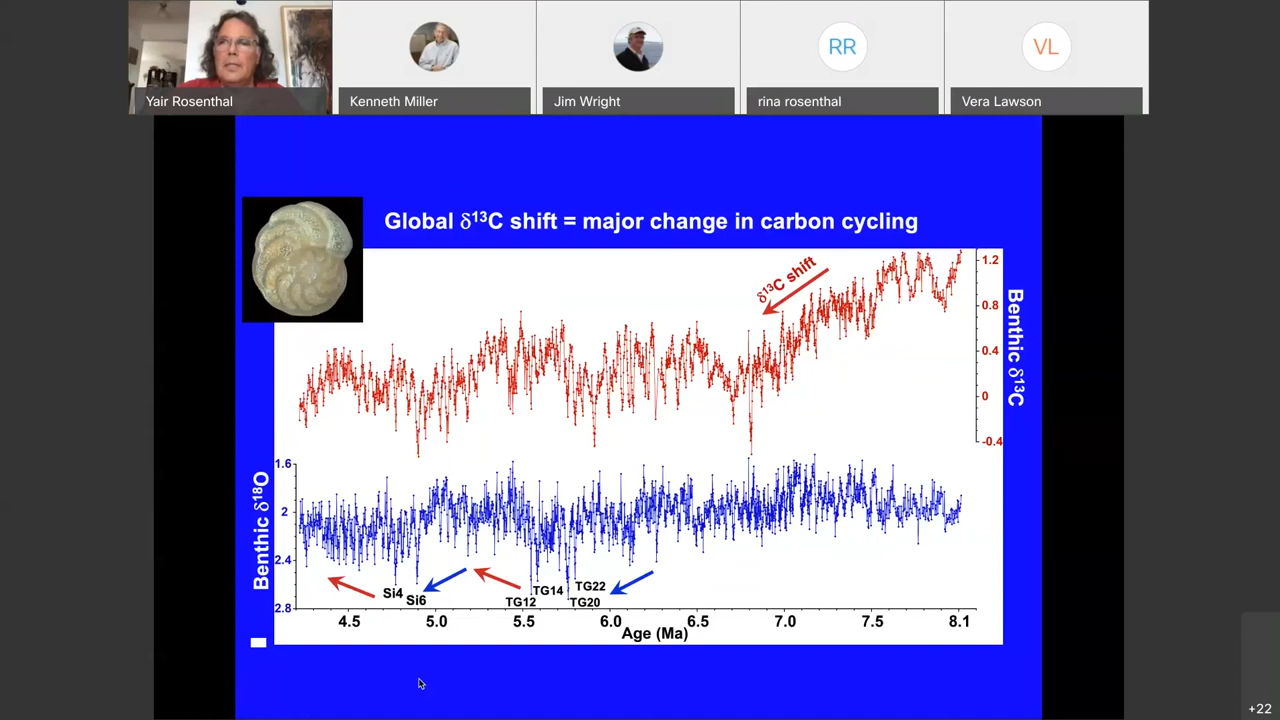 RR
VL
Yair Rosenthal
Kenneth Miller
Jim Wright
rina rosenthal
Vera Lawson
Global δ¹³C shift = major change in carbon cycling
δ¹³C shift
1.2
0.8
0.4
0
-0.4
Benthic δ¹³C
Benthic δ¹⁸O
1.6
2
2.4
2.8
Si4
Si6
TG12
TG14
TG22
TG20
4.5 5.0 5.5 6.0 6.5 7.0 7.5 8.1
Age (Ma)
+22